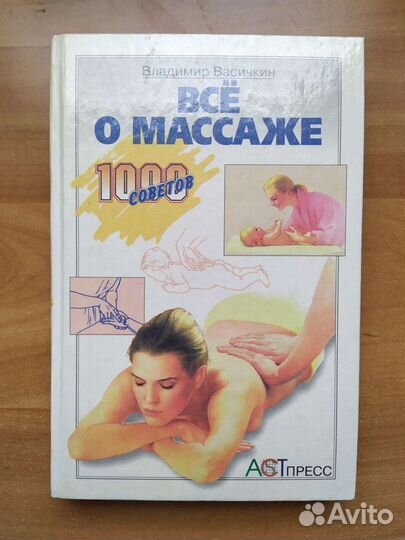 Владимир Васичкин
ВСЁ
О МАССАЖЕ
1000
СОВЕТОВ
АСТ ПРЕСС
Avito